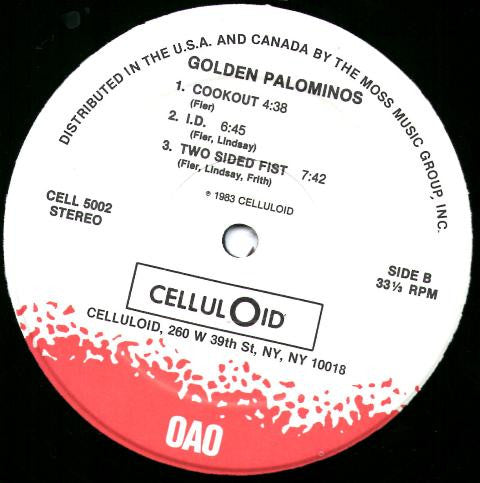 DISTRIBUTED IN THE U.S.A. AND CANADA BY THE MOSS MUSIC GROUP, INC.
GOLDEN PALOMINOS
1. COOKOUT 4:38
(Fier)
2. I.D. 6:45
(Fier, Lindsay)
3. TWO SIDED FIST 7:42
(Fier, Lindsay, Frith)
℗ 1983 CELLULOID
CELL 5002
STEREO
SIDE B
33⅓ RPM
CELLULOID
CELLULOID, 260 W 39th St, NY, NY 10018
OAO